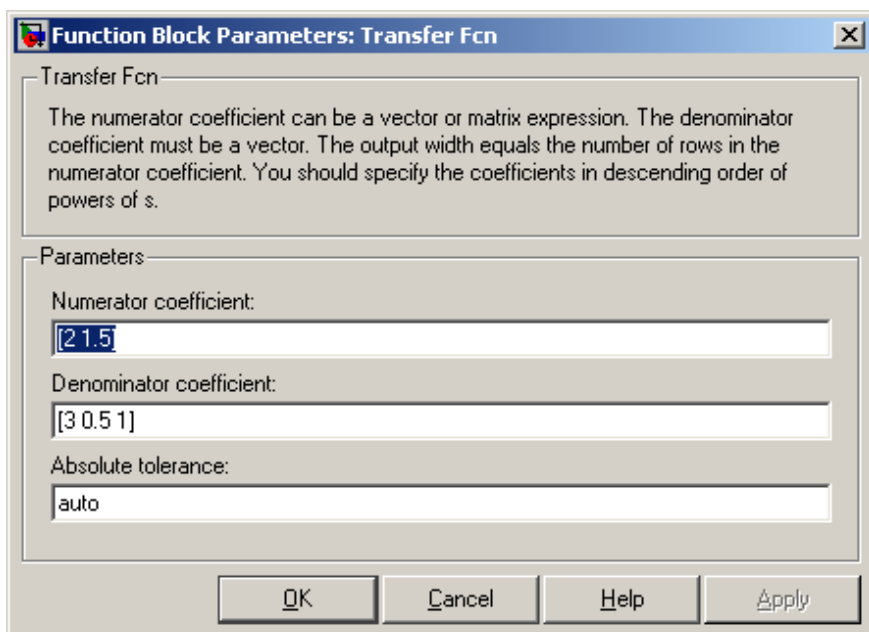 Function Block Parameters: Transfer Fcn
Transfer Fcn
The numerator coefficient can be a vector or matrix expression. The denominator
coefficient must be a vector. The output width equals the number of rows in the
numerator coefficient. You should specify the coefficients in descending order of
powers of s.
Parameters
Numerator coefficient:
[2 1.5]
Denominator coefficient:
[3 0.5 1]
Absolute tolerance:
auto
OK Cancel Help Apply